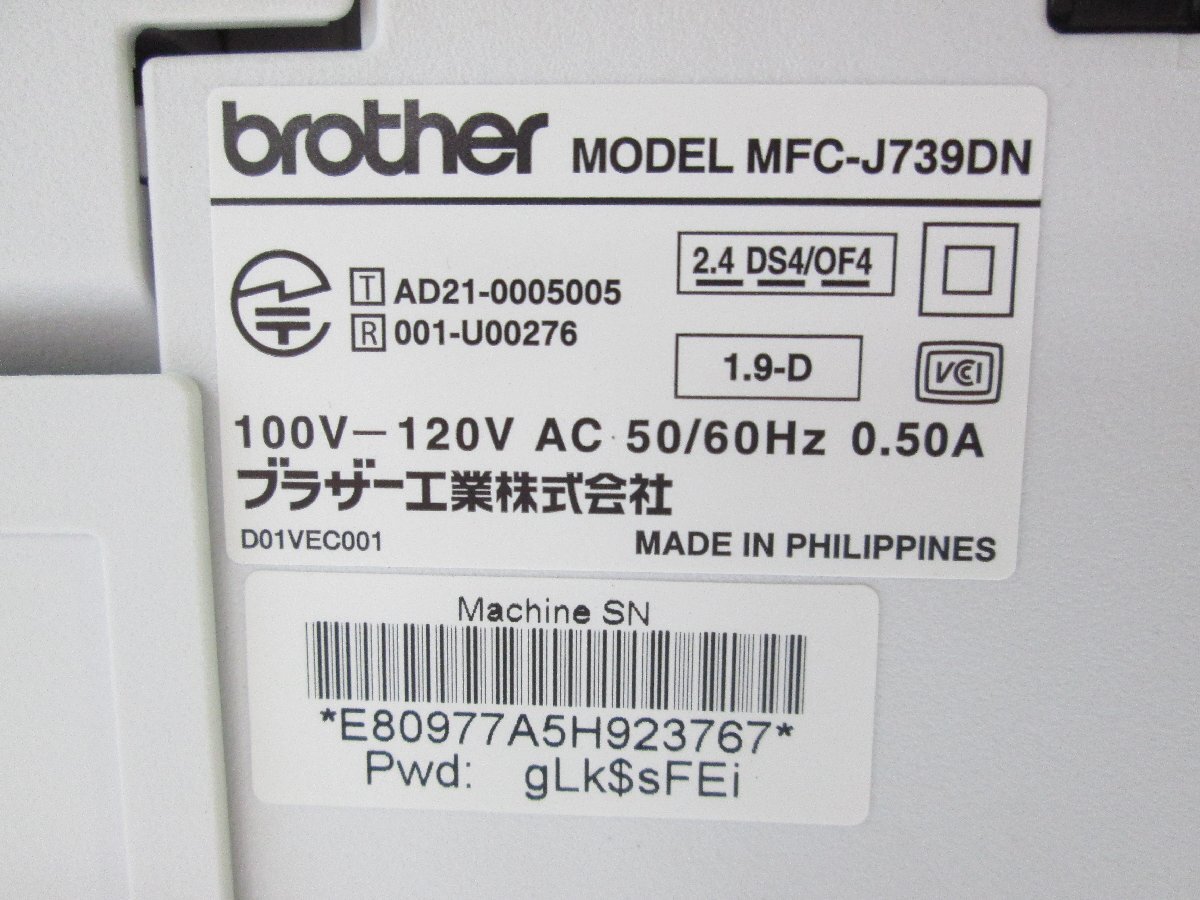 brother MODEL MFC-J739DN
T AD21-0005005
R 001-U00276
2.4 DS4/OF4
1.9-D
VCCI
100V－120V AC 50/60Hz 0.50A
ブラザー工業株式会社
D01VEC001 MADE IN PHILIPPINES
Machine SN
*E80977A5H923767*
Pwd: gLk$sFEi